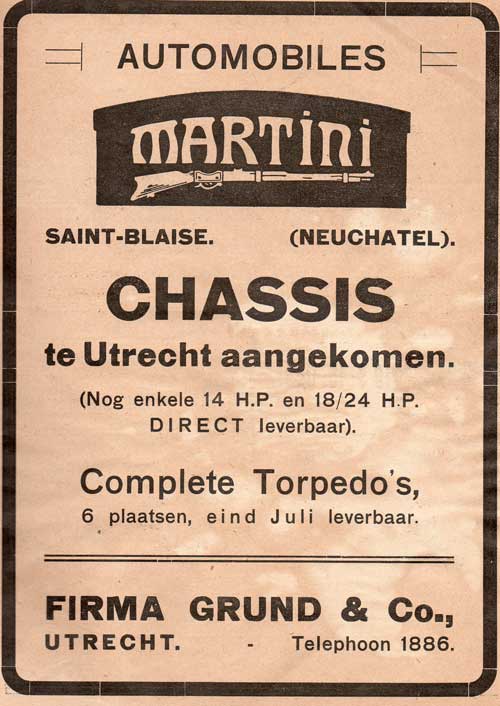 AUTOMOBILES
MARTini
SAINT-BLAISE. (NEUCHATEL).
CHASSIS
te Utrecht aangekomen.
(Nog enkele 14 H.P. en 18/24 H.P.
DIRECT leverbaar).
Complete Torpedo's,
6 plaatsen, eind Juli leverbaar.
FIRMA GRUND & Co.,
UTRECHT. - Telephoon 1886.